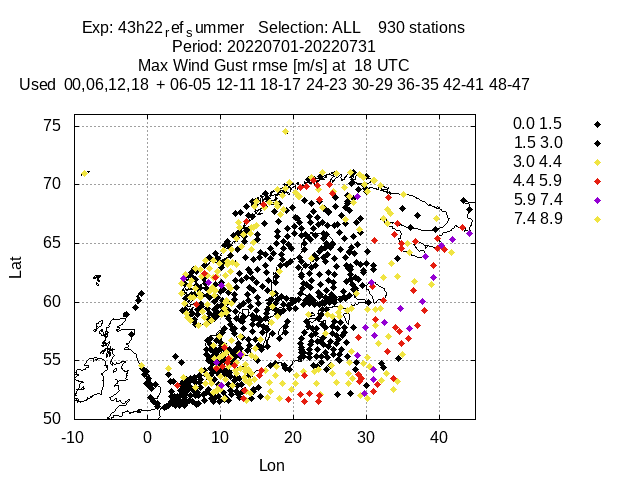 Exp: 43h22refsummer Selection: ALL 930 stations
Period: 20220701-20220731
Max Wind Gust rmse [m/s] at 18 UTC
Used 00,06,12,18 + 06-05 12-11 18-17 24-23 30-29 36-35 42-41 48-47
0.0 1.5
1.5 3.0
3.0 4.4
4.4 5.9
5.9 7.4
7.4 8.9
75
70
65
60
55
50
Lat
-10 0 10 20 30 40
Lon